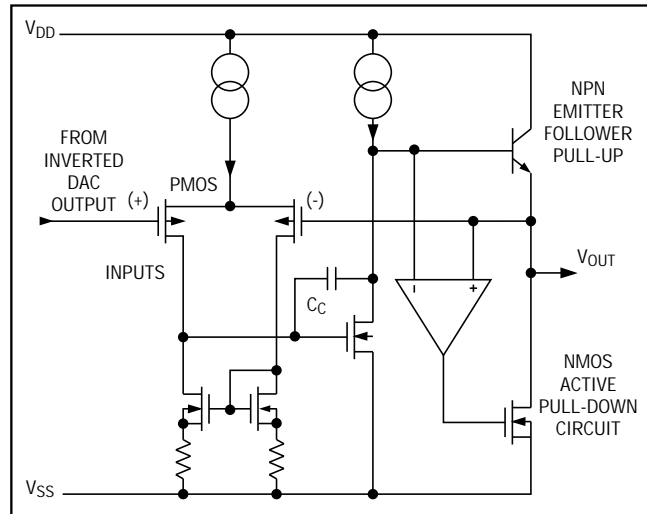 VDD
NPN
EMITTER
FOLLOWER
PULL-UP
FROM
INVERTED
DAC
OUTPUT
(+)
PMOS
(-)
INPUTS
CC
–
+
VOUT
NMOS
ACTIVE
PULL-DOWN
CIRCUIT
VSS